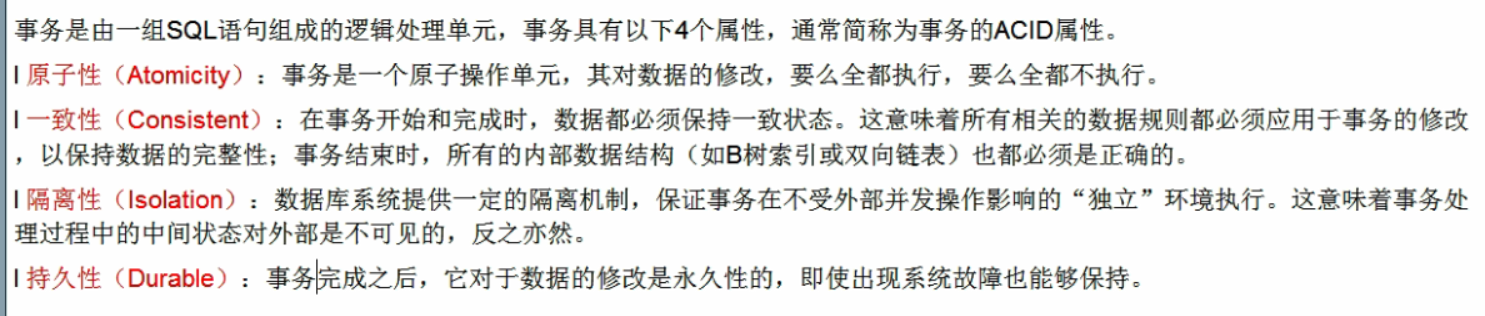 事务是由一组SQL语句组成的逻辑处理单元，事务具有以下4个属性，通常简称为事务的ACID属性。
l 原子性（Atomicity）：事务是一个原子操作单元，其对数据的修改，要么全都执行，要么全都不执行。
l 一致性（Consistent）：在事务开始和完成时，数据都必须保持一致状态。这意味着所有相关的数据规则都必须应用于事务的修改
，以保持数据的完整性；事务结束时，所有的内部数据结构（如B树索引或双向链表）也都必须是正确的。
l 隔离性（Isolation）：数据库系统提供一定的隔离机制，保证事务在不受外部并发操作影响的“独立”环境执行。这意味着事务处
理过程中的中间状态对外部是不可见的，反之亦然。
l 持久性（Durable）：事务完成之后，它对于数据的修改是永久性的，即使出现系统故障也能够保持。